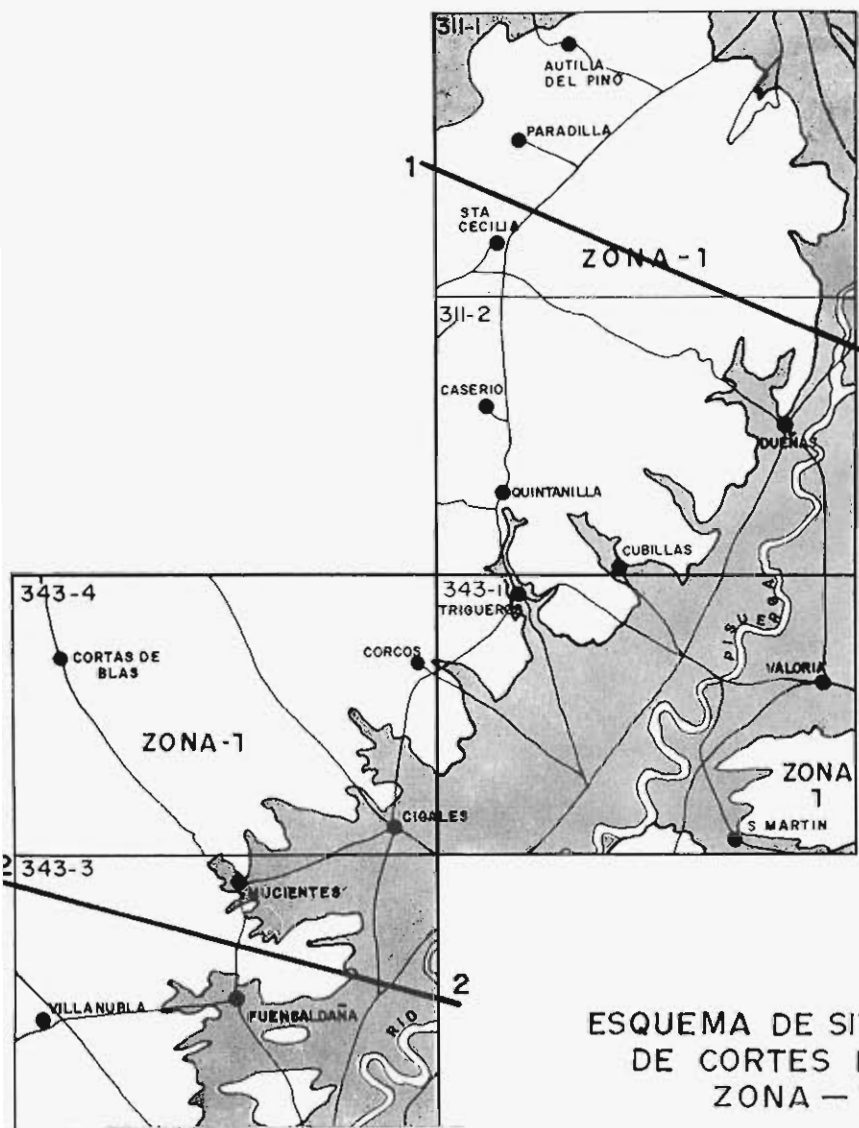 311-1
AUTILLA
DEL PINO
PARADILLA
1
STA
CECILIA
ZONA-1
311-2
CASERIO
DUEÑAS
QUINTANILLA
CUBILLAS
343-4
343-1
TRIGUEROS
CORTAS DE
BLAS
CORCOS
PISUERGA
VALORIA
ZONA-1
ZONA
1
CIGALES
S MARTIN
343-3
MUCIENTES
2
VILLANUBLA
FUENSALDAÑA
RIO
ESQUEMA DE
DE CORTES
ZONA —